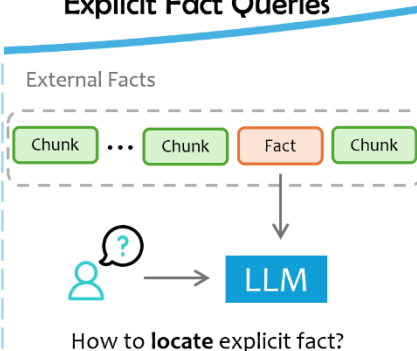 Explicit Fact Queries
External Facts
Chunk ... Chunk Fact Chunk
?
LLM
How to locate explicit fact?